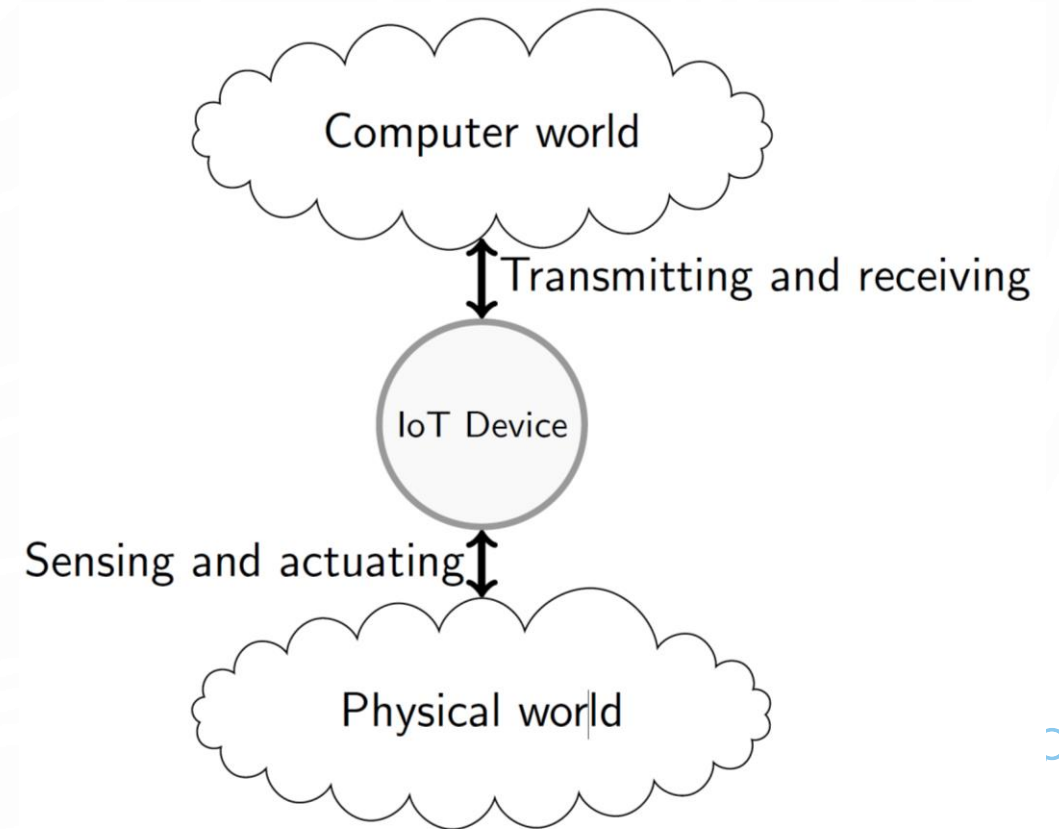 Computer world
Transmitting and receiving
IoT Device
Sensing and actuating
Physical world